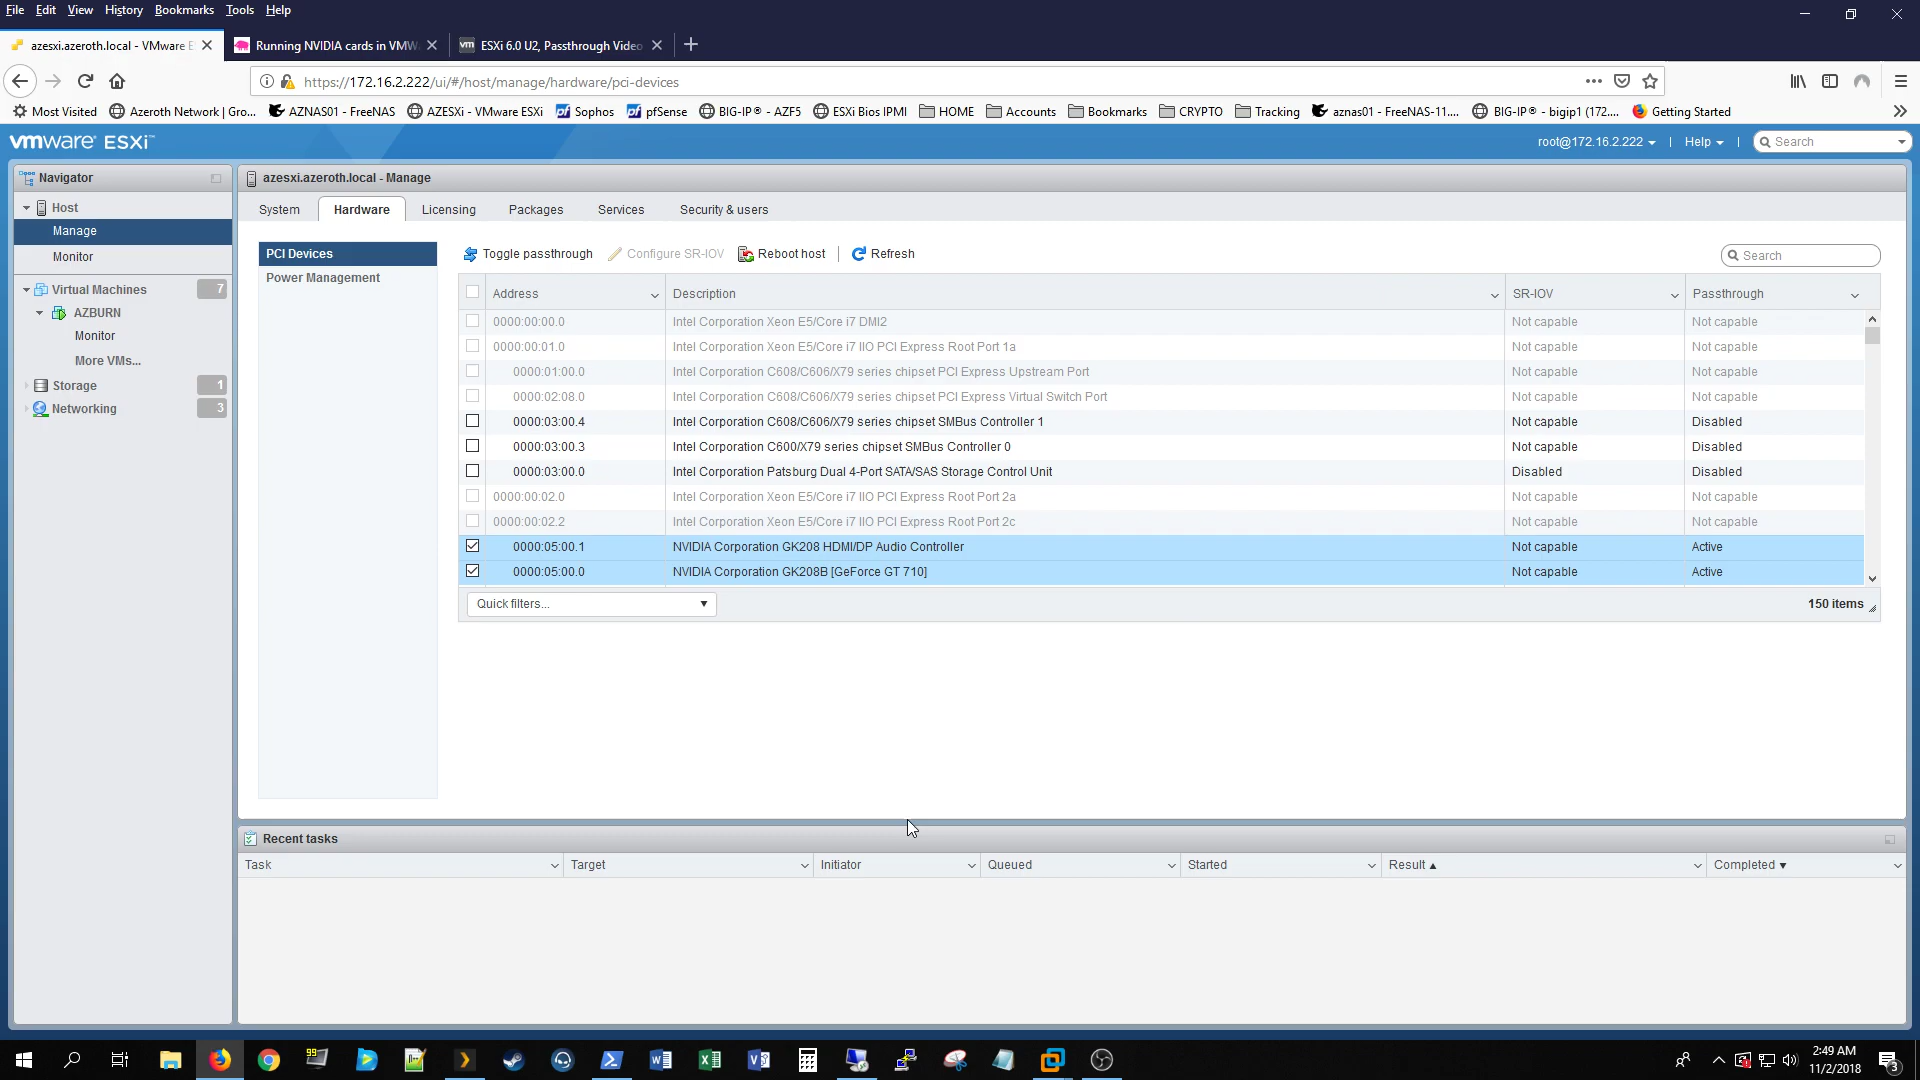 File Edit View History Bookmarks Tools Help
azesxi.azeroth.local - VMware E
Running NVIDIA cards in VMW
vm ESXi 6.0 U2, Passthrough Video
https://172.16.2.222/ui/#/host/manage/hardware/pci-devices
Most Visited Azeroth Network | Gro... AZNAS01 - FreeNAS AZESXi - VMware ESXi Sophos pfSense BIG-IP® - AZF5 ESXi Bios IPMI HOME Accounts Bookmarks CRYPTO Tracking aznas01 - FreeNAS-11.... BIG-IP® - bigip1 (172.... Getting Started
vmware ESXi™
root@172.16.2.222 | Help | Search
Navigator
azesxi.azeroth.local - Manage
Host
Manage
Monitor
Virtual Machines 7
AZBURN
Monitor
More VMs...
Storage 1
Networking 3
System Hardware Licensing Packages Services Security & users
PCI Devices
Power Management
Toggle passthrough Configure SR-IOV Reboot host | Refresh Search
Address Description SR-IOV Passthrough
0000:00:00.0 Intel Corporation Xeon E5/Core i7 DMI2 Not capable Not capable
0000:00:01.0 Intel Corporation Xeon E5/Core i7 IIO PCI Express Root Port 1a Not capable Not capable
0000:01:00.0 Intel Corporation C608/C606/X79 series chipset PCI Express Upstream Port Not capable Not capable
0000:02:08.0 Intel Corporation C608/C606/X79 series chipset PCI Express Virtual Switch Port Not capable Not capable
0000:03:00.4 Intel Corporation C608/C606/X79 series chipset SMBus Controller 1 Not capable Disabled
0000:03:00.3 Intel Corporation C600/X79 series chipset SMBus Controller 0 Not capable Disabled
0000:03:00.0 Intel Corporation Patsburg Dual 4-Port SATA/SAS Storage Control Unit Disabled Disabled
0000:00:02.0 Intel Corporation Xeon E5/Core i7 IIO PCI Express Root Port 2a Not capable Not capable
0000:00:02.2 Intel Corporation Xeon E5/Core i7 IIO PCI Express Root Port 2c Not capable Not capable
0000:05:00.1 NVIDIA Corporation GK208 HDMI/DP Audio Controller Not capable Active
0000:05:00.0 NVIDIA Corporation GK208B [GeForce GT 710] Not capable Active
Quick filters... 150 items
Recent tasks
Task Target Initiator Queued Started Result Completed
99
2:49 AM
11/2/2018
3